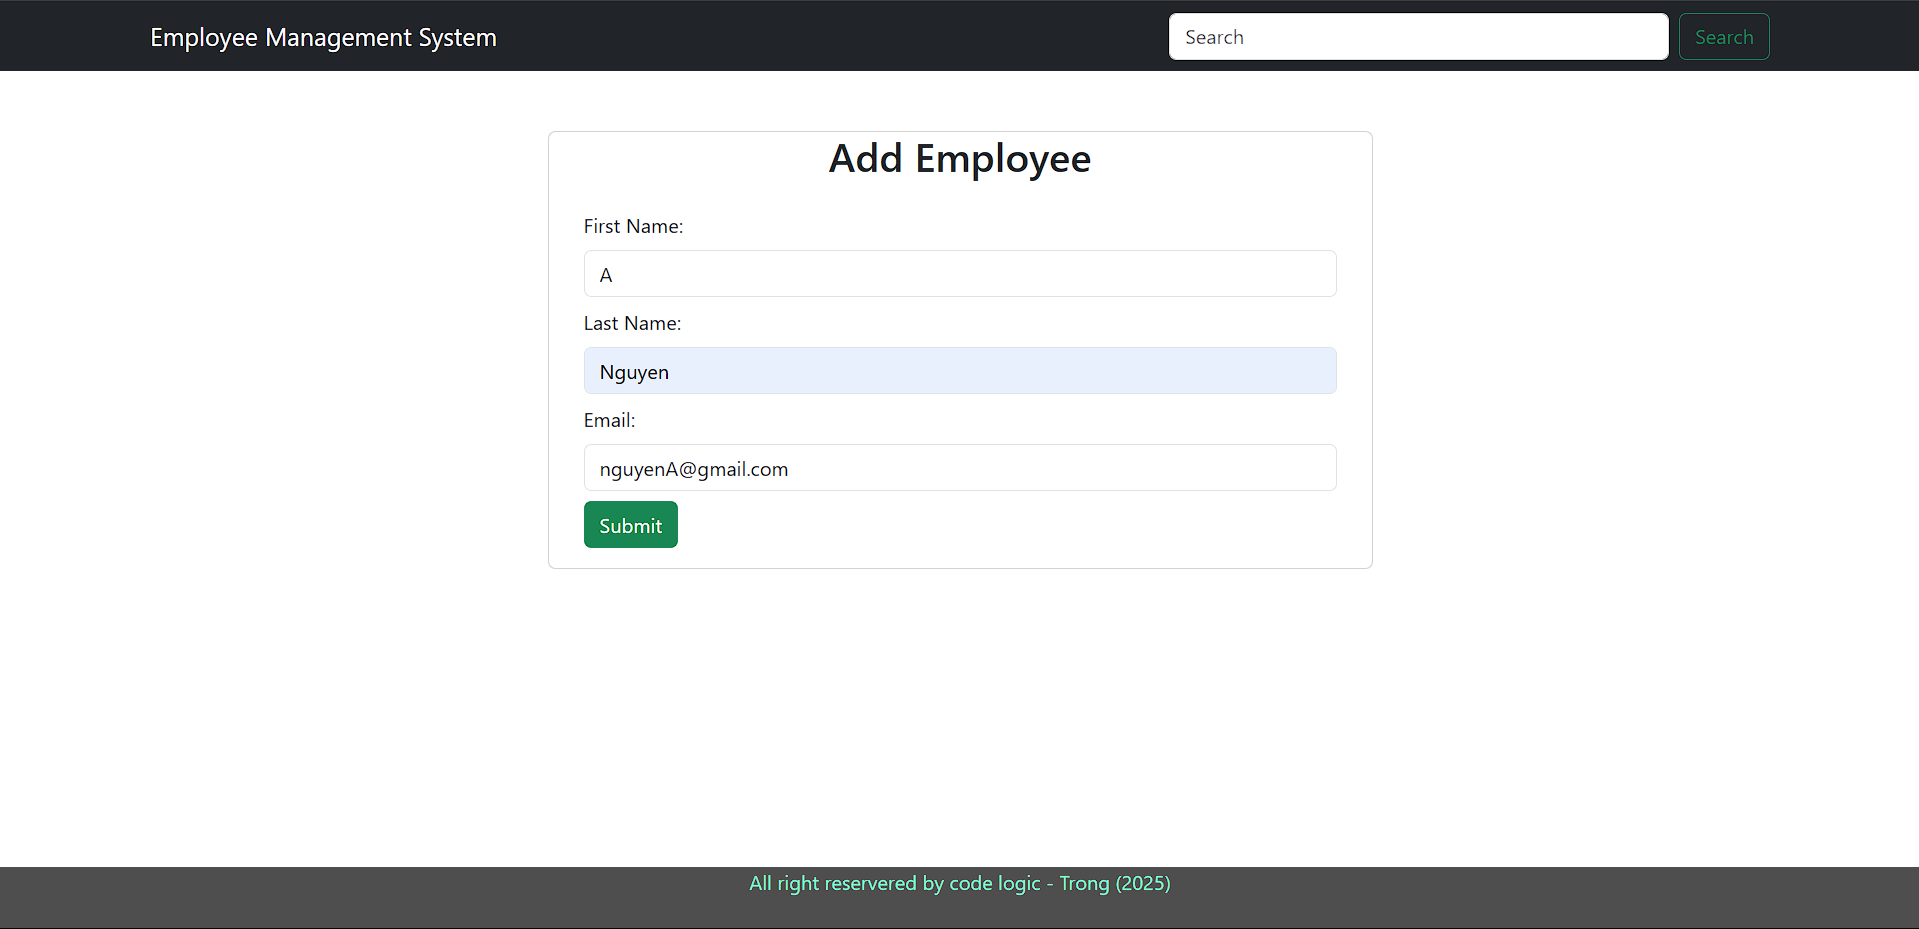 Employee Management System
Search
Search
Add Employee
First Name:
A
Last Name:
Nguyen
Email:
nguyenA@gmail.com
Submit
All right reservered by code logic - Trong (2025)